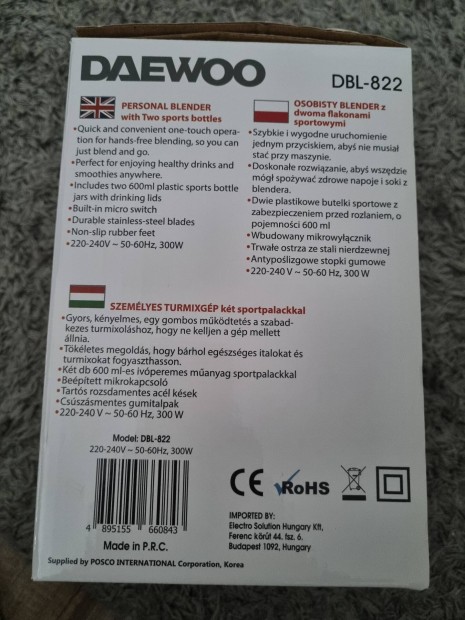 DAEWOO
DBL-822
PERSONAL BLENDER
with Two sports bottles
•Quick and convenient one-touch opera-
tion for hands-free blending, so you can
just blend and go.
•Perfect for enjoying healthy drinks and
smoothies anywhere.
•Includes two 600ml plastic sports bottle
jars with drinking lids
•Built-in micro switch
•Durable stainless-steel blades
•Non-slip rubber feet
•220-240V ~ 50-60Hz, 300W
OSOBISTY BLENDER z
dwoma flakonami
sportowymi
•Szybkie i wygodne uruchomienie
jednym przyciskiem, abyś nie musiał
stać przy maszynie.
•Doskonałe rozwiązanie, abyś wszędzie
mógł spożywać zdrowe napoje i soki z
blendera.
•Dwie plastikowe butelki sportowe z
zabezpieczeniem przed rozlaniem, o
pojemności 600 ml
•Wbudowany mikrowyłącznik
•Trwałe ostrza ze stali nierdzewnej
•Antypoślizgowe stopki gumowe
•220-240 V ~ 50-60 Hz, 300 W
SZEMÉLYES TURMIXGÉP két sportpalackkal
•Gyors, kényelmes, egy gombos működtetés a szabad-
kezes turmixoláshoz, hogy ne kelljen a gép mellett
állnia.
•Tökéletes megoldás, hogy bárhol egészséges italokat és
turmixokat fogyaszthasson.
•Két db 600 ml-es ivóperemes műanyag sportpalackkal
•Beépített mikrokapcsoló
•Tartós rozsdamentes acél kések
•Csúszásmentes gumitalpak
•220-240 V ~ 50-60 Hz, 300 W
Model: DBL-822
220-240V ~ 50-60Hz, 300W
4 895155 660843
Made in P.R.C.
CE RoHS
IMPORTED BY:
Electro Solution Hungary Kft,
Ferenc körút 44. fsz. 6.
Budapest 1092, Hungary
Supplied by POSCO INTERNATIONAL Corporation, Korea